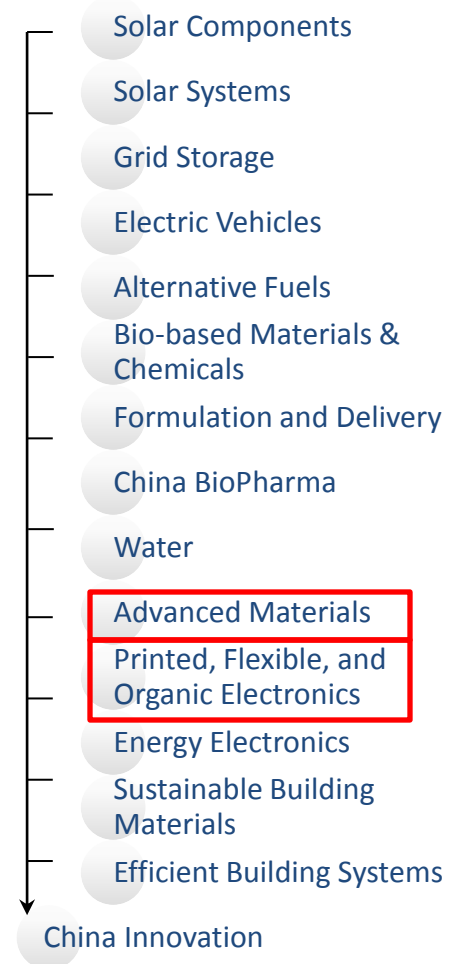 Solar Components
Solar Systems
Grid Storage
Electric Vehicles
Alternative Fuels
Bio-based Materials &
Chemicals
Formulation and Delivery
China BioPharma
Water
Advanced Materials
Printed, Flexible, and
Organic Electronics
Energy Electronics
Sustainable Building
Materials
Efficient Building Systems
China Innovation